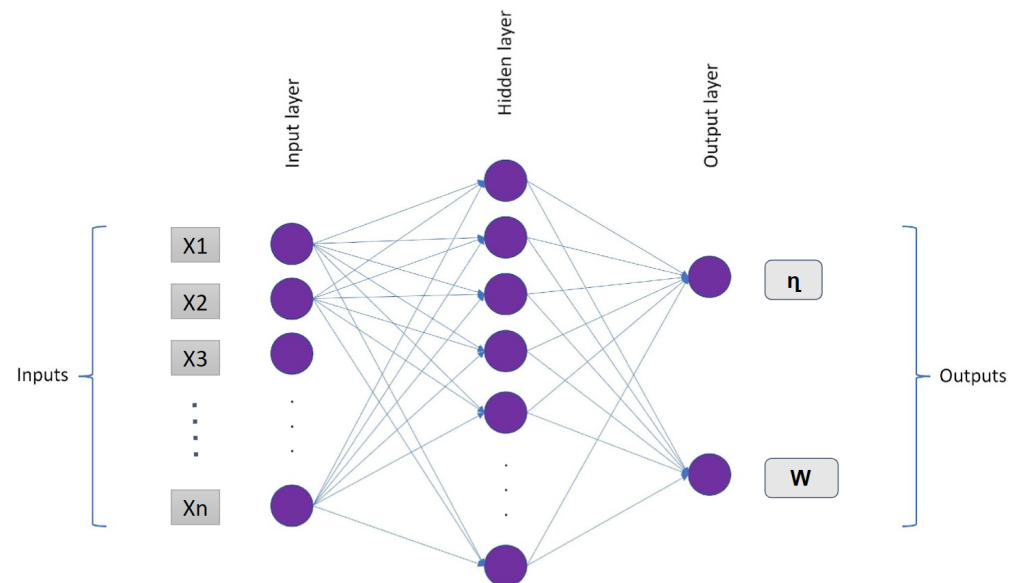 Hidden layer
Input layer
Output layer
X1
X2
X3
Xn
Inputs
η
W
Outputs